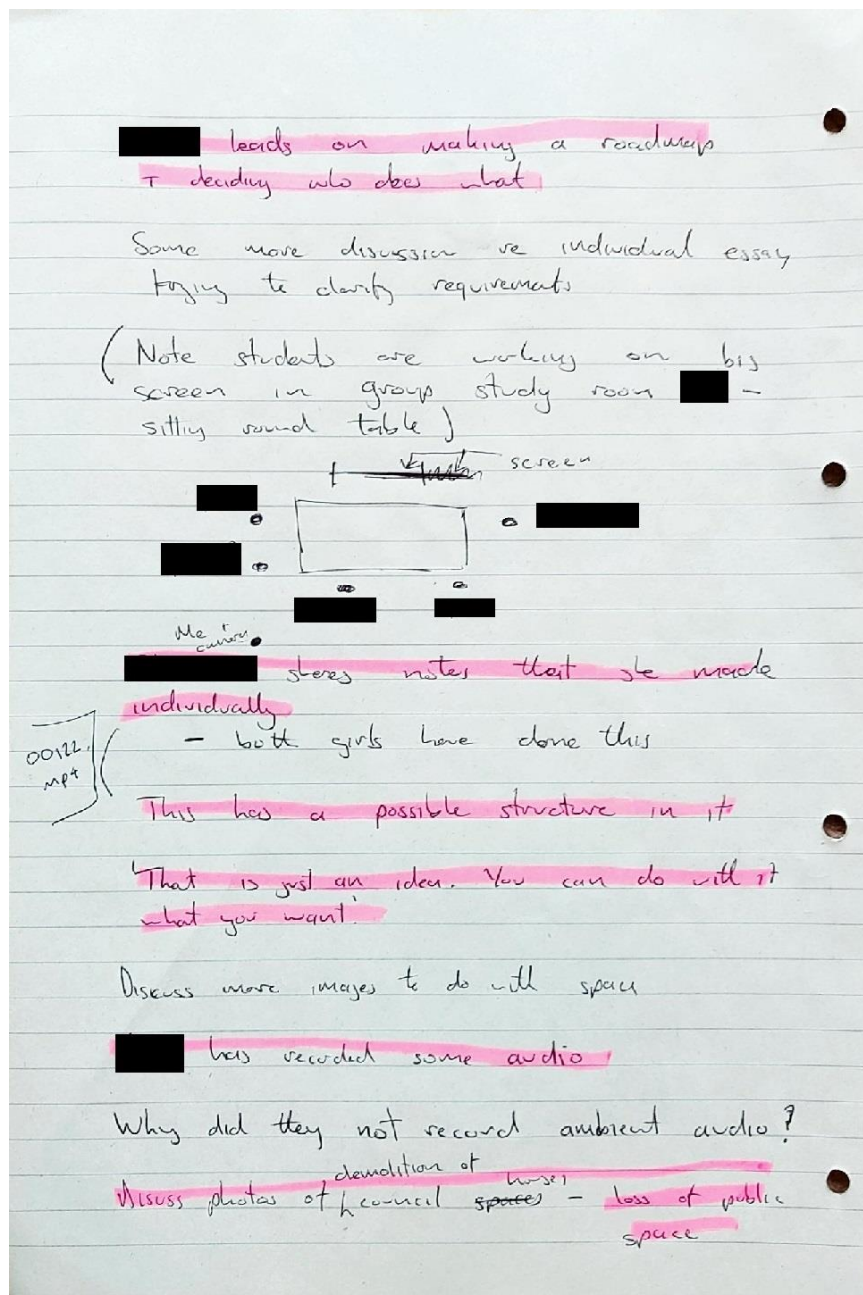 leads on making a roadmap
+ deciding who does what
Some more discussion re individual essay
trying to clarify requirements
(Note students are working on big
screen in group study room –
sitting round table)
screen
Me +
camera
shares notes that she made
individually
– both girls have done this
00122.
mp4
This has a possible structure in it
'That is just an idea. You can do with it
what you want'
Discuss more images to do with space
has recorded some audio
Why did they not record ambient audio?
demolition of houses
Discuss photos of council spaces – loss of public
space